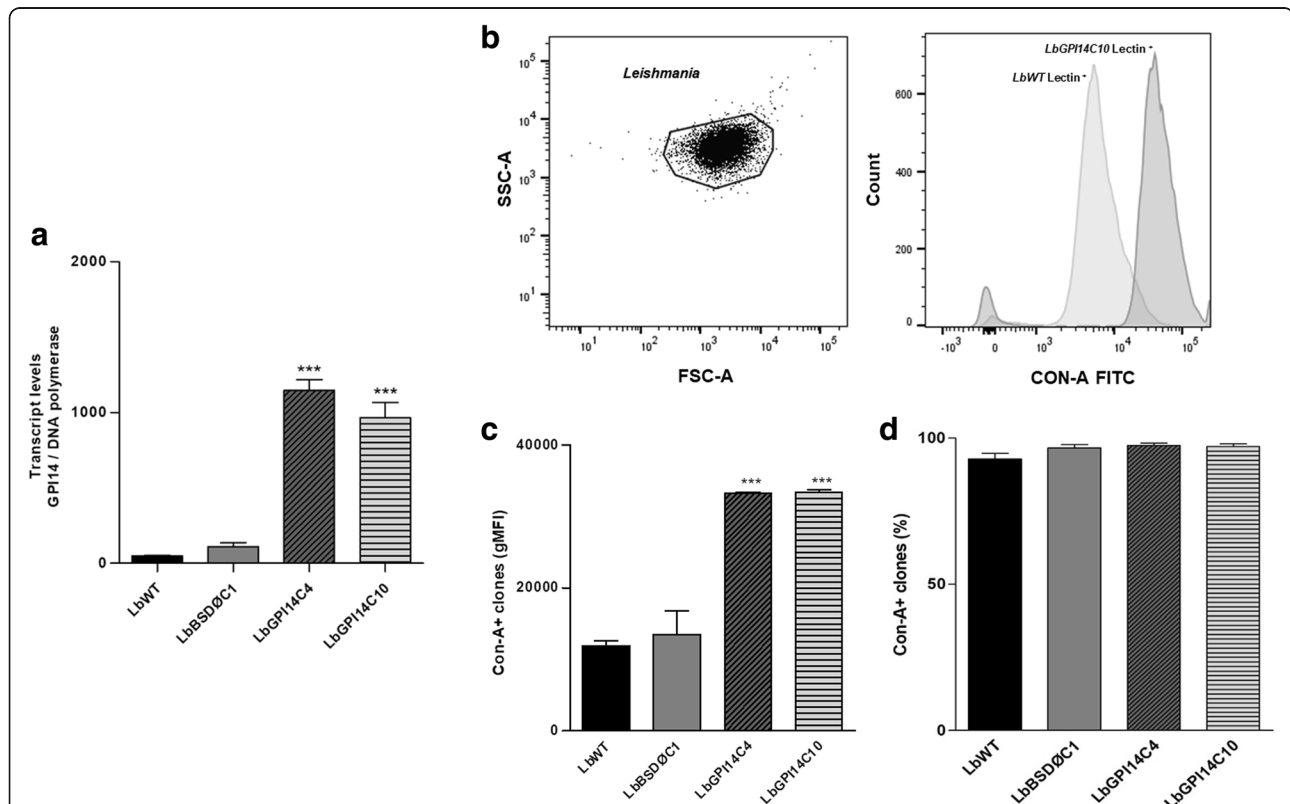 a
2000
1000
0
Transcript levels
GPI14 / DNA polymerase
***
***
LbWT
LbBSDØC1
LbGPI14C4
LbGPI14C10
b
Leishmania
SSC-A
10^5
10^4
10^3
10^2
10^1
10^1
10^2
10^3
10^4
10^5
FSC-A
LbGPI14C10 Lectin
LbWT Lectin
Count
600
400
200
0
-10^3
0
10^3
10^4
10^5
CON-A FITC
c
40000
20000
0
Con-A+ clones (gMFI)
***
***
LbWT
LbBSDØC1
LbGPI14C4
LbGPI14C10
d
100
50
0
Con-A+ clones (%)
LbWT
LbBSDØC1
LbGPI14C4
LbGPI14C10